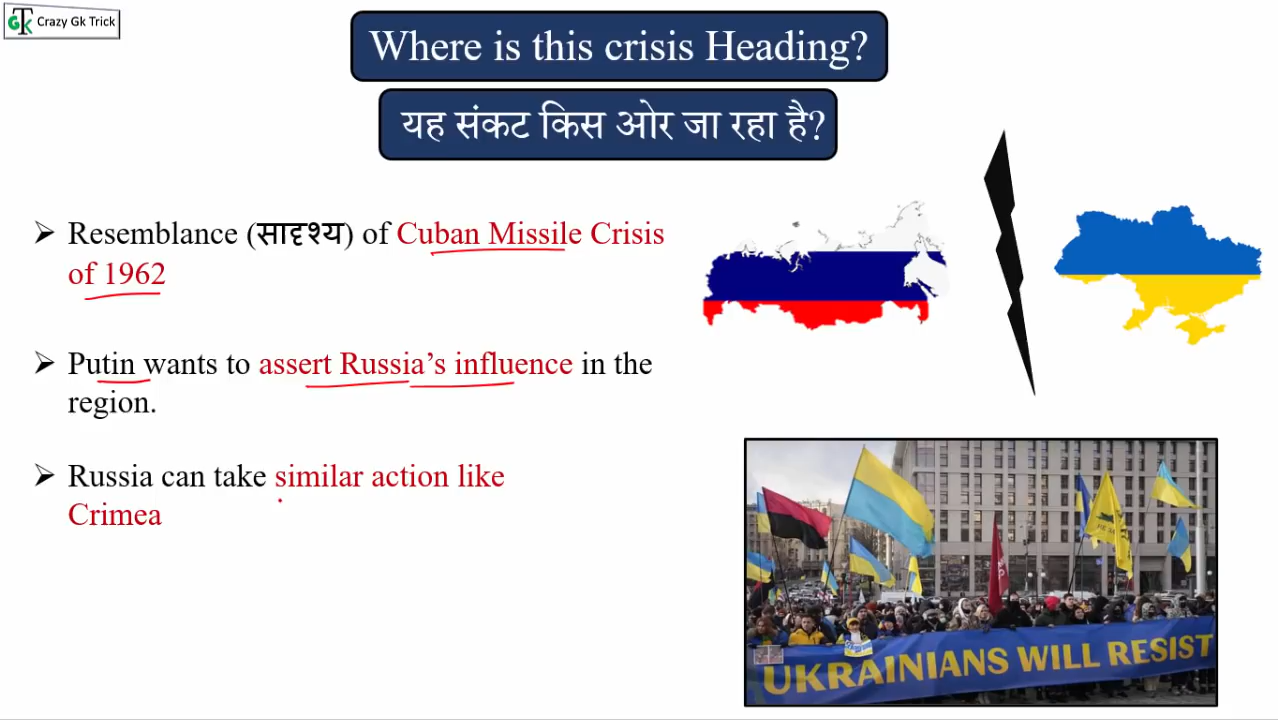 Crazy Gk Trick
Where is this crisis Heading?
यह संकट किस ओर जा रहा है?
➢ Resemblance (सादृश्य) of Cuban Missile Crisis
of 1962
➢ Putin wants to assert Russia’s influence in the
region.
➢ Russia can take similar action like
Crimea
UKRAINIANS WILL RESIST